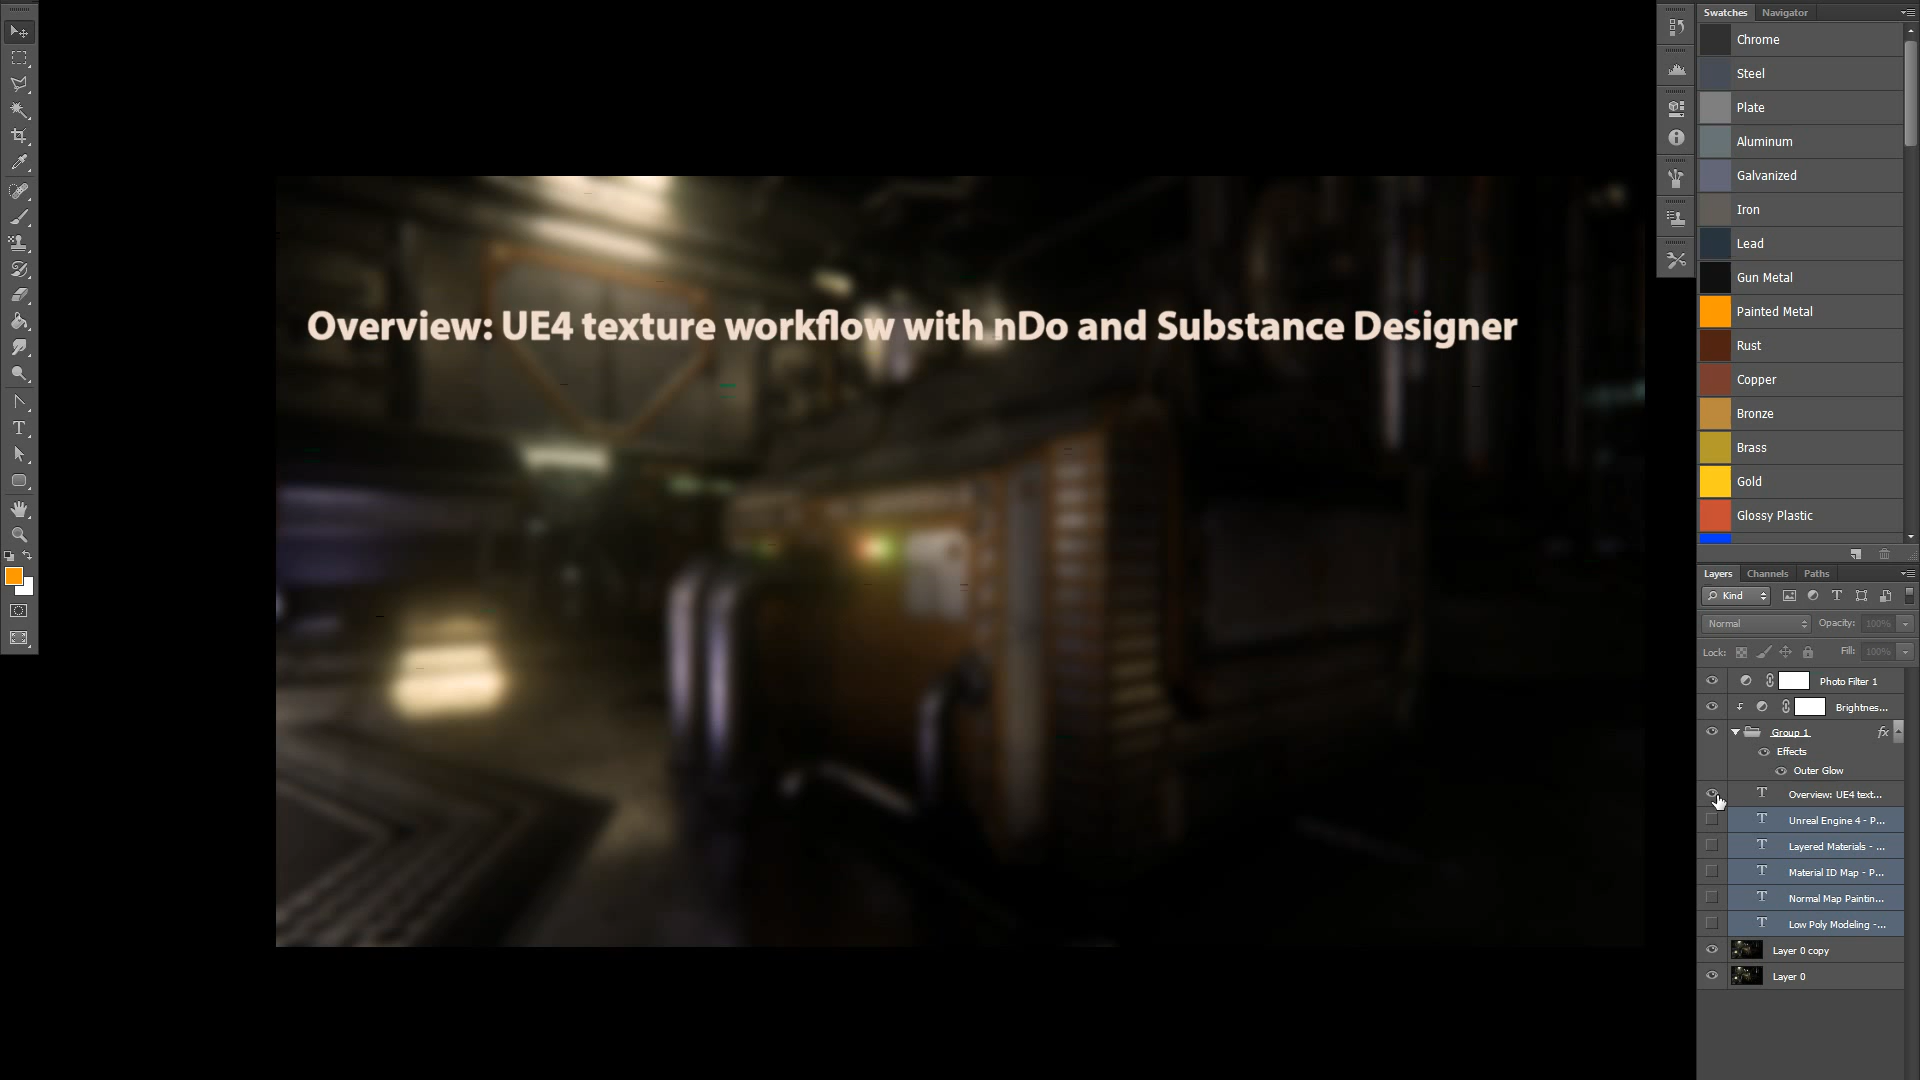 Swatches Navigator
Chrome
Steel
Plate
Aluminum
Galvanized
Iron
Lead
Gun Metal
Painted Metal
Rust
Copper
Bronze
Brass
Gold
Glossy Plastic
Overview: UE4 texture workflow with nDo and Substance Designer
Layers Channels Paths
Kind
Normal Opacity: 100%
Lock: Fill: 100%
Photo Filter 1
Brightnes...
Group 1 fx
Effects
Outer Glow
T Overview: UE4 text...
T Unreal Engine 4 - P...
T Layered Materials - ...
T Material ID Map - P...
T Normal Map Paintin...
T Low Poly Modeling -...
Layer 0 copy
Layer 0